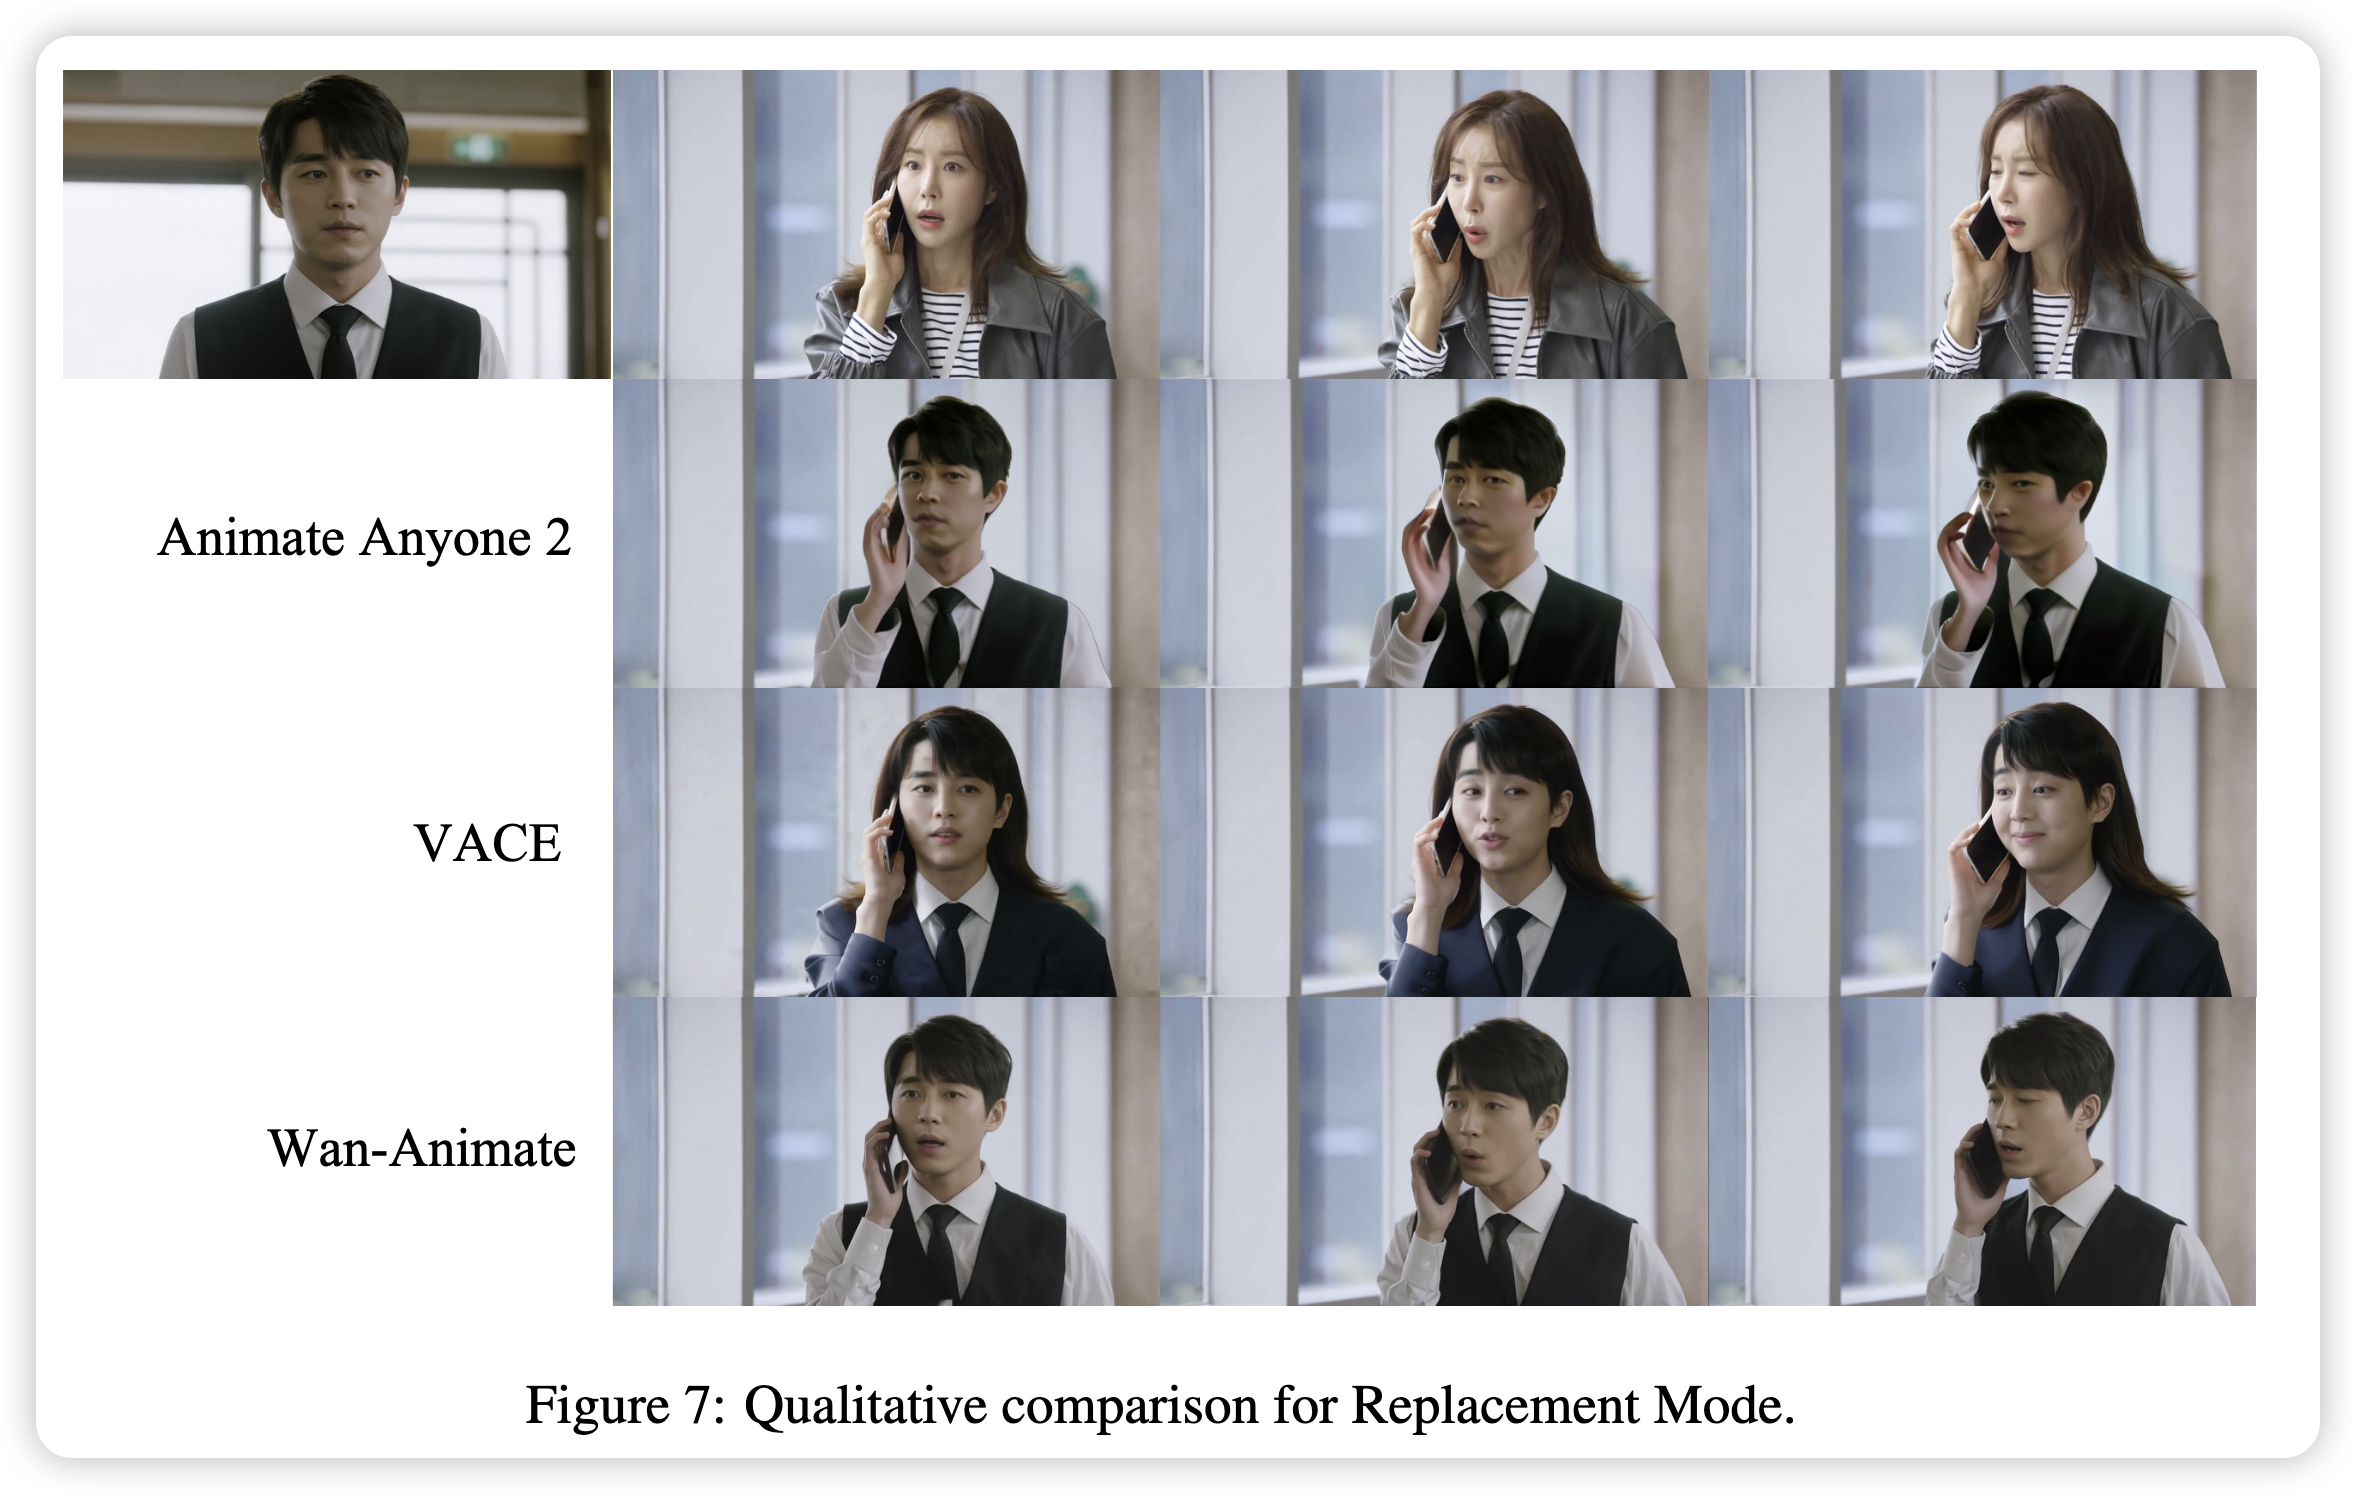 Animate Anyone 2
VACE
Wan-Animate
Figure 7: Qualitative comparison for Replacement Mode.